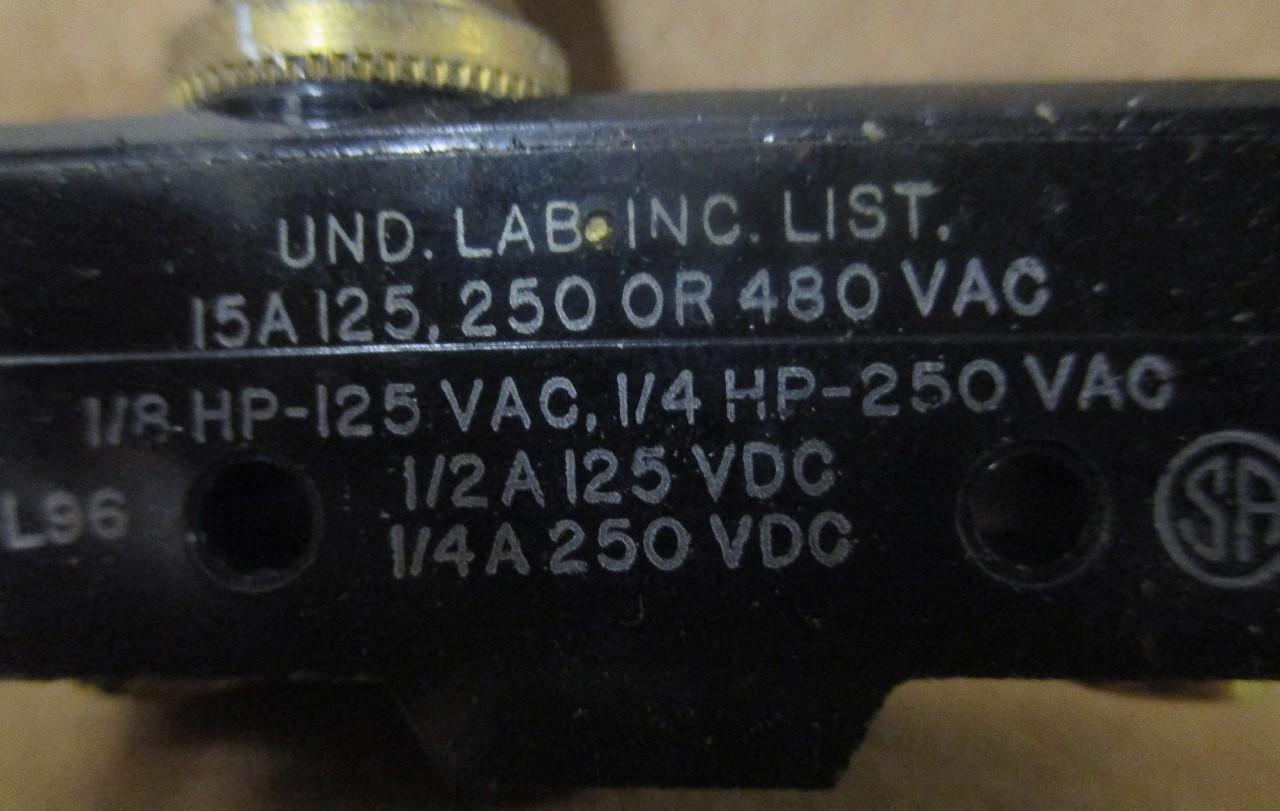 UND. LAB. INC. LIST.
15A 125, 250 OR 480 VAC
1/8 HP-125 VAC, 1/4 HP-250 VAC
1/2 A 125 VDC
1/4 A 250 VDC
L96
SA